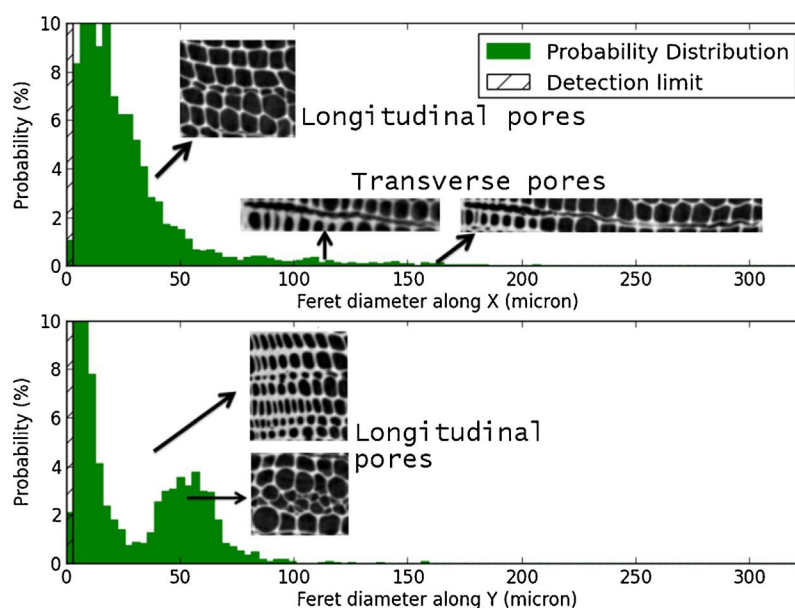 10
8
6
4
2
0
Probability (%)
Probability Distribution
Detection limit
Longitudinal pores
Transverse pores
0
50
100
150
200
250
300
Feret diameter along X (micron)
10
8
6
4
2
0
Probability (%)
Longitudinal
pores
0
50
100
150
200
250
300
Feret diameter along Y (micron)